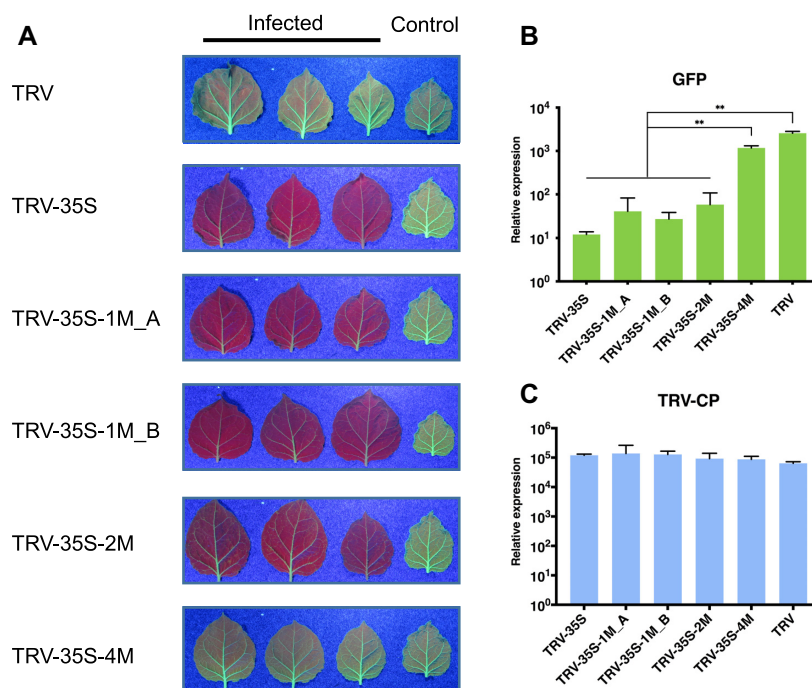 A
Infected
Control
TRV
TRV-35S
TRV-35S-1M_A
TRV-35S-1M_B
TRV-35S-2M
TRV-35S-4M
B
GFP
Relative expression
10⁴
10³
10²
10¹
10⁰
**
**
TRV-35S
TRV-35S-1M_A
TRV-35S-1M_B
TRV-35S-2M
TRV-35S-4M
TRV
C
TRV-CP
Relative expression
10⁶
10⁵
10⁴
10³
10²
10¹
10⁰
TRV-35S
TRV-35S-1M_A
TRV-35S-1M_B
TRV-35S-2M
TRV-35S-4M
TRV